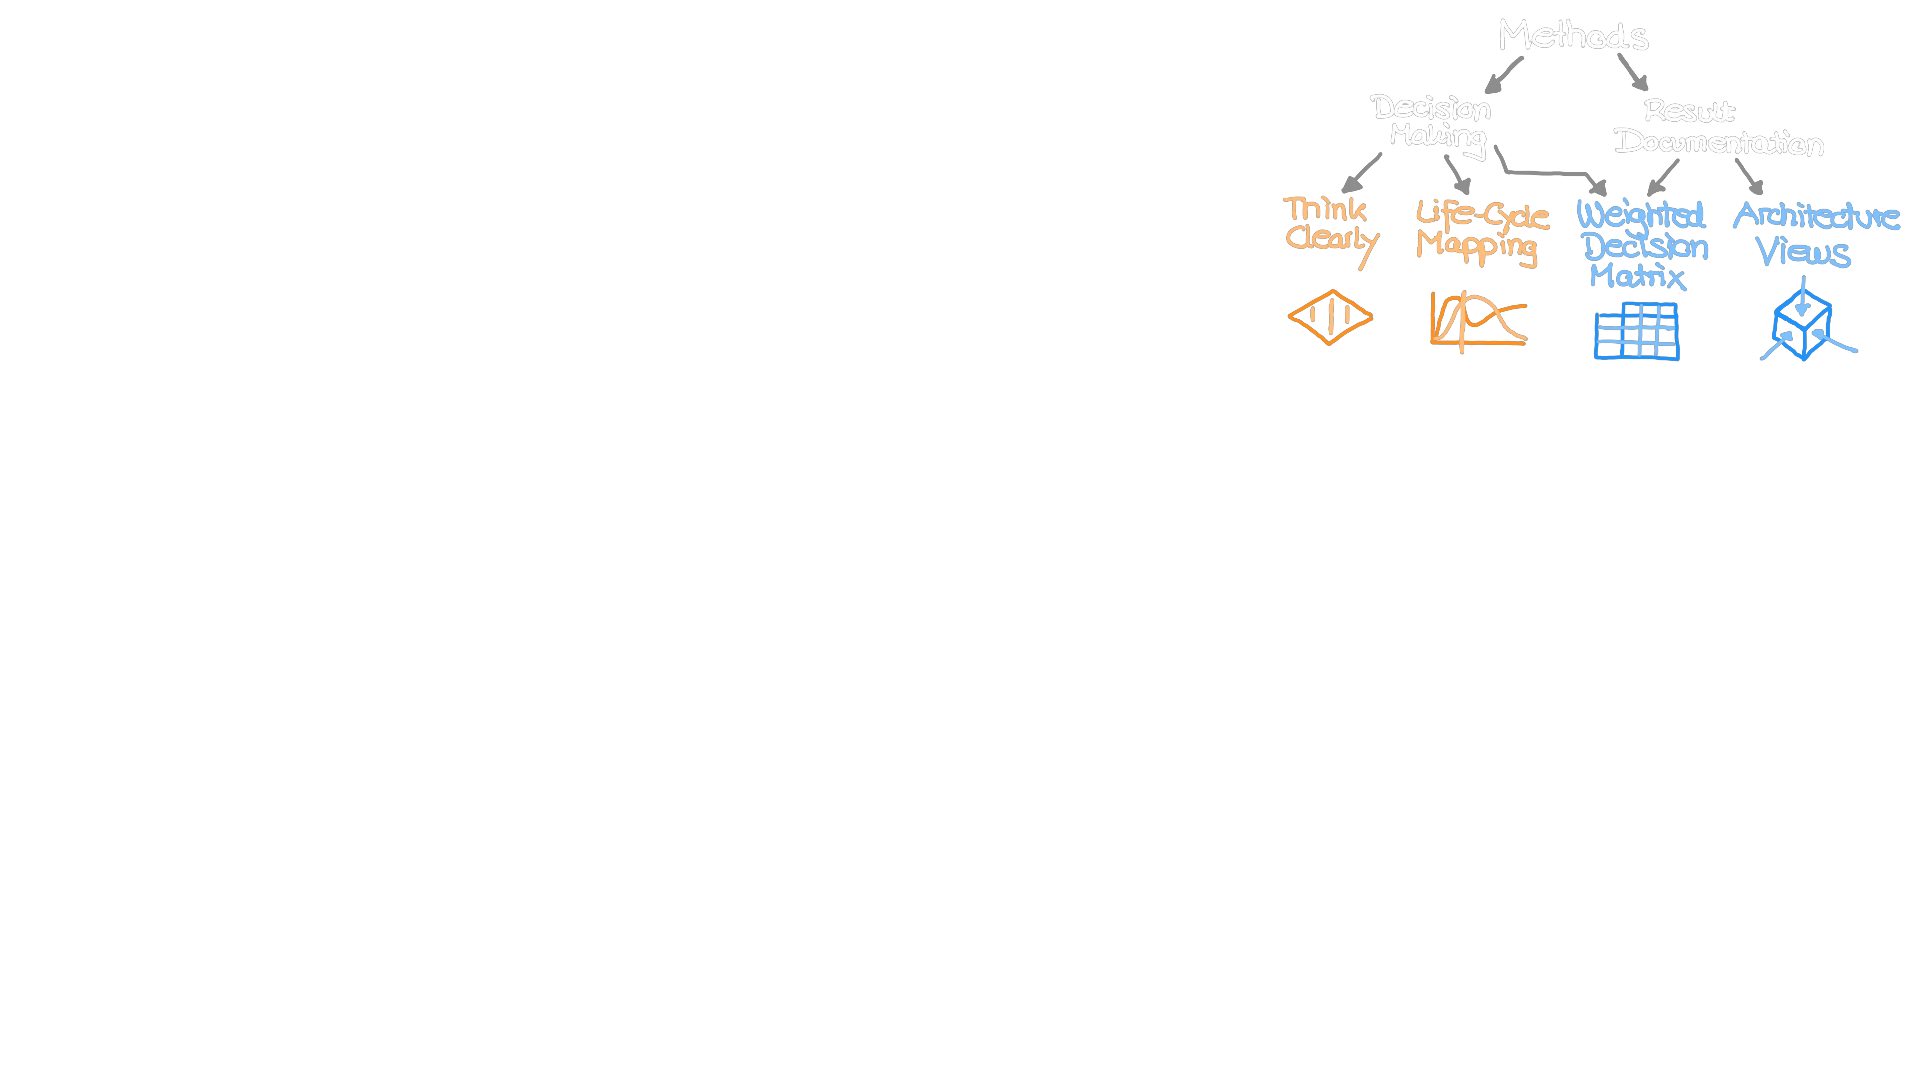 Methods
Decision
Making
Result
Documentation
Think
Clearly
Life-Cycle
Mapping
Weighted
Decision
Matrix
Architecture
Views